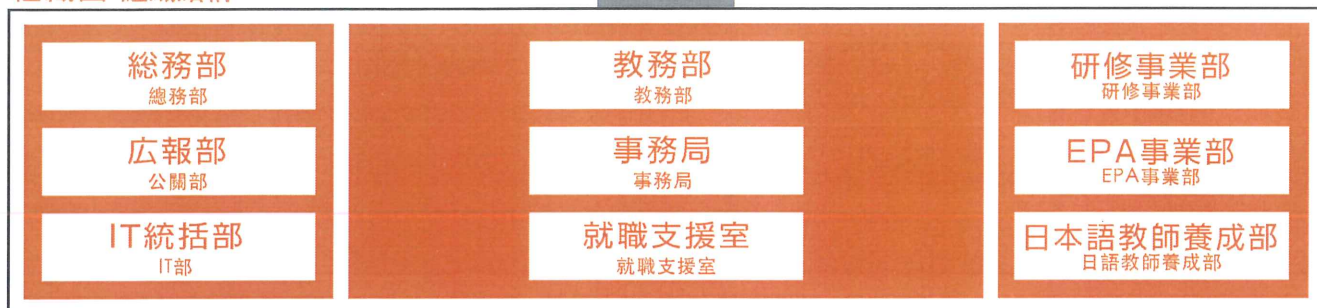 総務部
總務部
広報部
公關部
IT統括部
IT部
教務部
教務部
事務局
事務局
就職支援室
就職支援室
研修事業部
研修事業部
EPA事業部
EPA事業部
日本語教師養成部
日語教師養成部